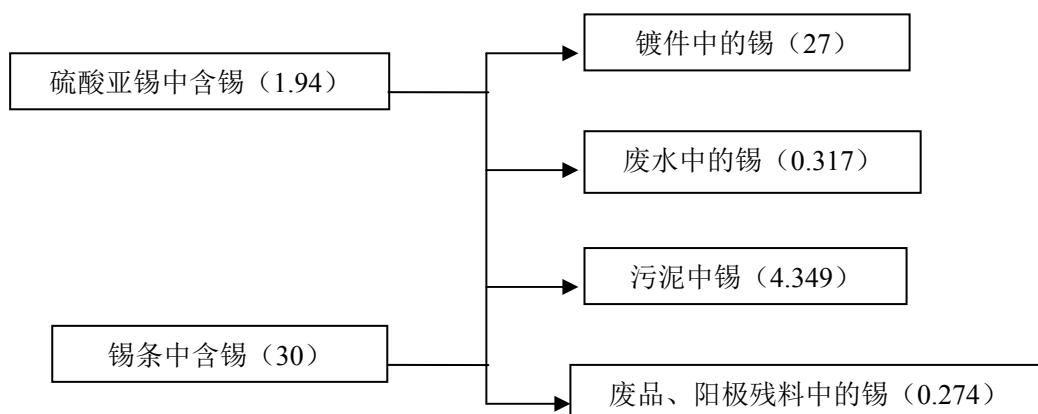 硫酸亚锡中含锡（1.94）
锡条中含锡（30）
镀件中的锡（27）
废水中的锡（0.317）
污泥中锡（4.349）
废品、阳极残料中的锡（0.274）